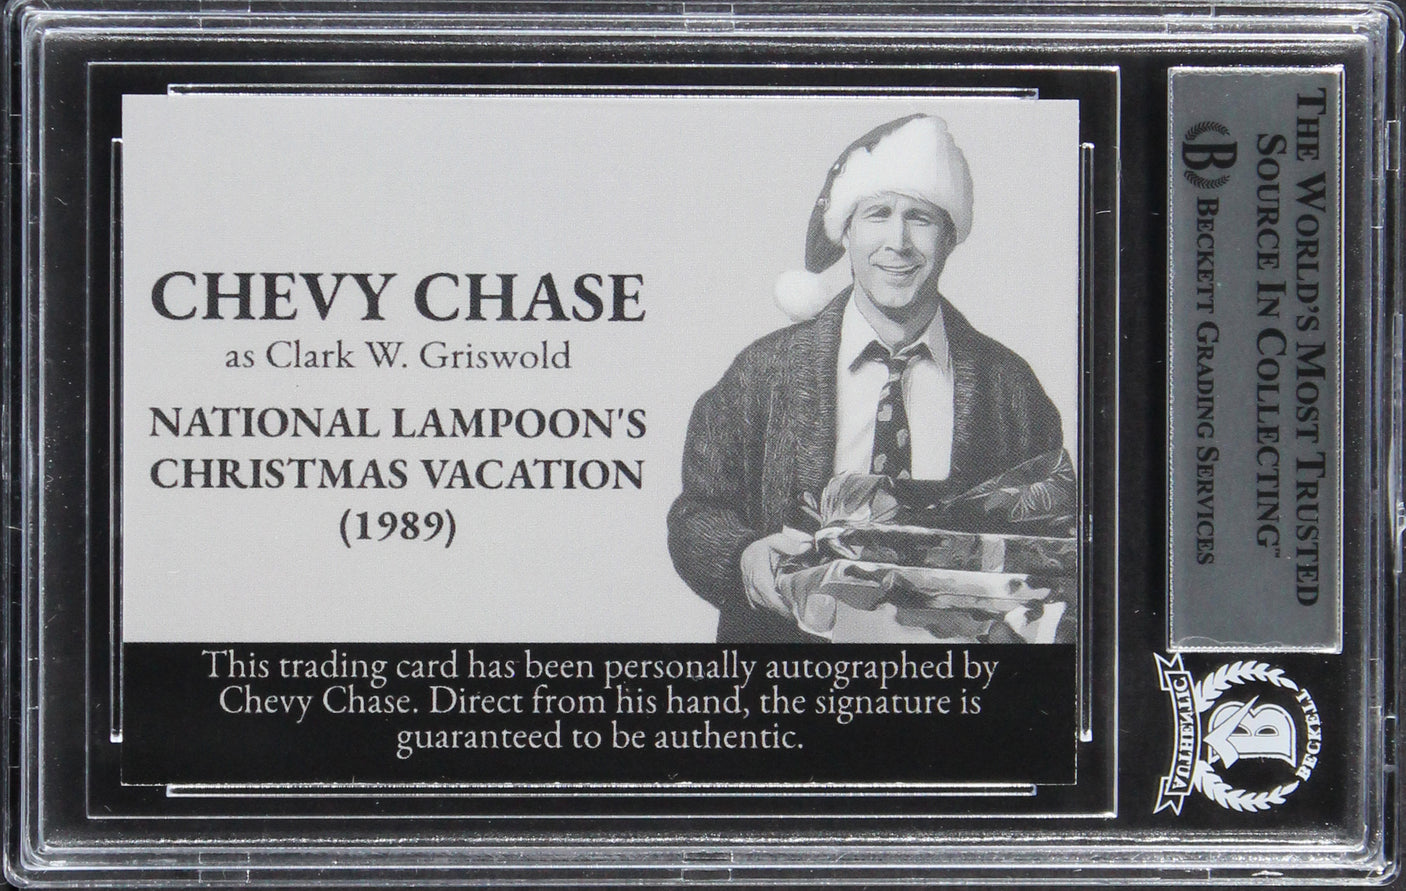 CHEVY CHASE
as Clark W. Griswold
NATIONAL LAMPOON'S
CHRISTMAS VACATION
(1989)
This trading card has been personally autographed by
Chevy Chase. Direct from his hand, the signature is
guaranteed to be authentic.
THE WORLD'S MOST TRUSTED
SOURCE IN COLLECTING™
B BECKETT GRADING SERVICES
AUTHENTIC
B
BECKETT